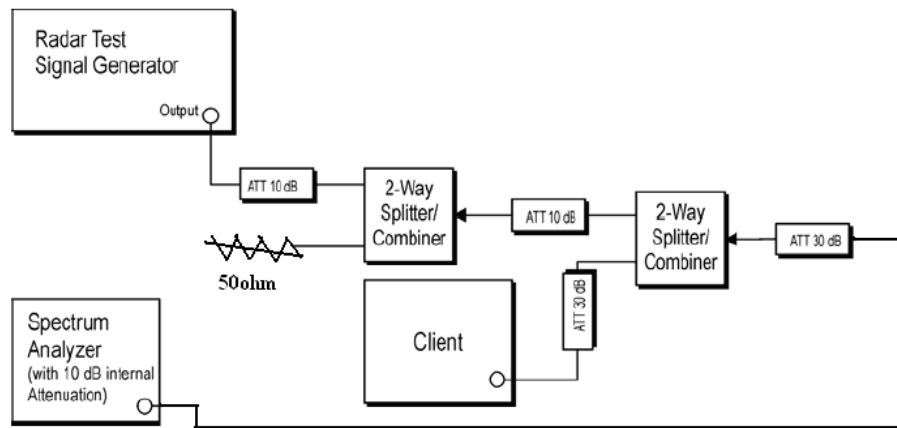 Radar Test
Signal Generator
Output
ATT 10 dB
2-Way
Splitter/
Combiner
ATT 10 dB
2-Way
Splitter/
Combiner
ATT 30 dB
50ohm
ATT 30 dB
Client
Spectrum
Analyzer
(with 10 dB internal
Attenuation)